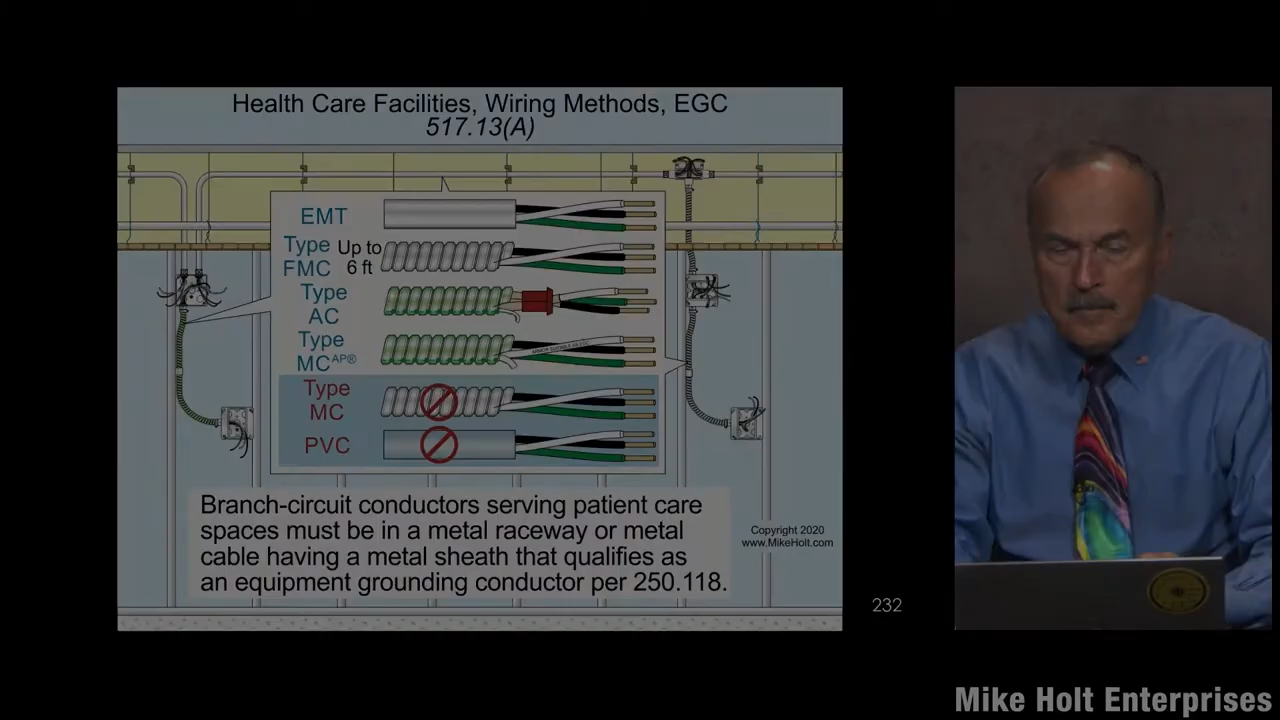 Health Care Facilities, Wiring Methods, EGC
517.13(A)
EMT
Type
FMC
Up to
6 ft
Type
AC
Type
MCᴬᴾ®
Type
MC
PVC
Branch-circuit conductors serving patient care
spaces must be in a metal raceway or metal
cable having a metal sheath that qualifies as
an equipment grounding conductor per 250.118.
Copyright 2020
www.MikeHolt.com
232
Mike Holt Enterprises